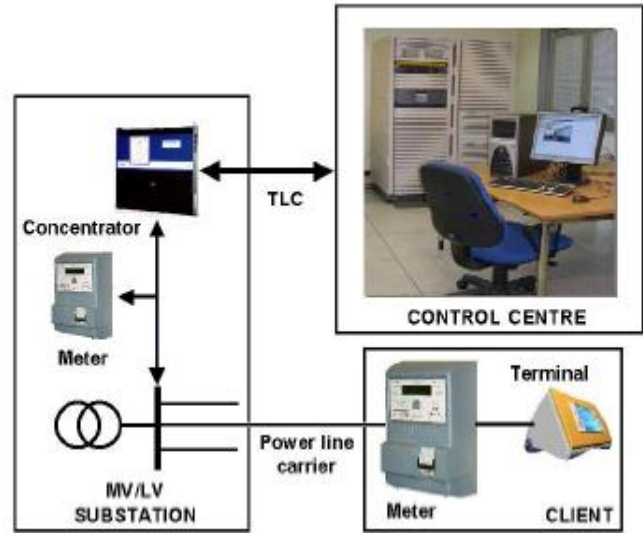 Concentrator
TLC
CONTROL CENTRE
Meter
MV/LV
SUBSTATION
Power line
carrier
Terminal
Meter
CLIENT